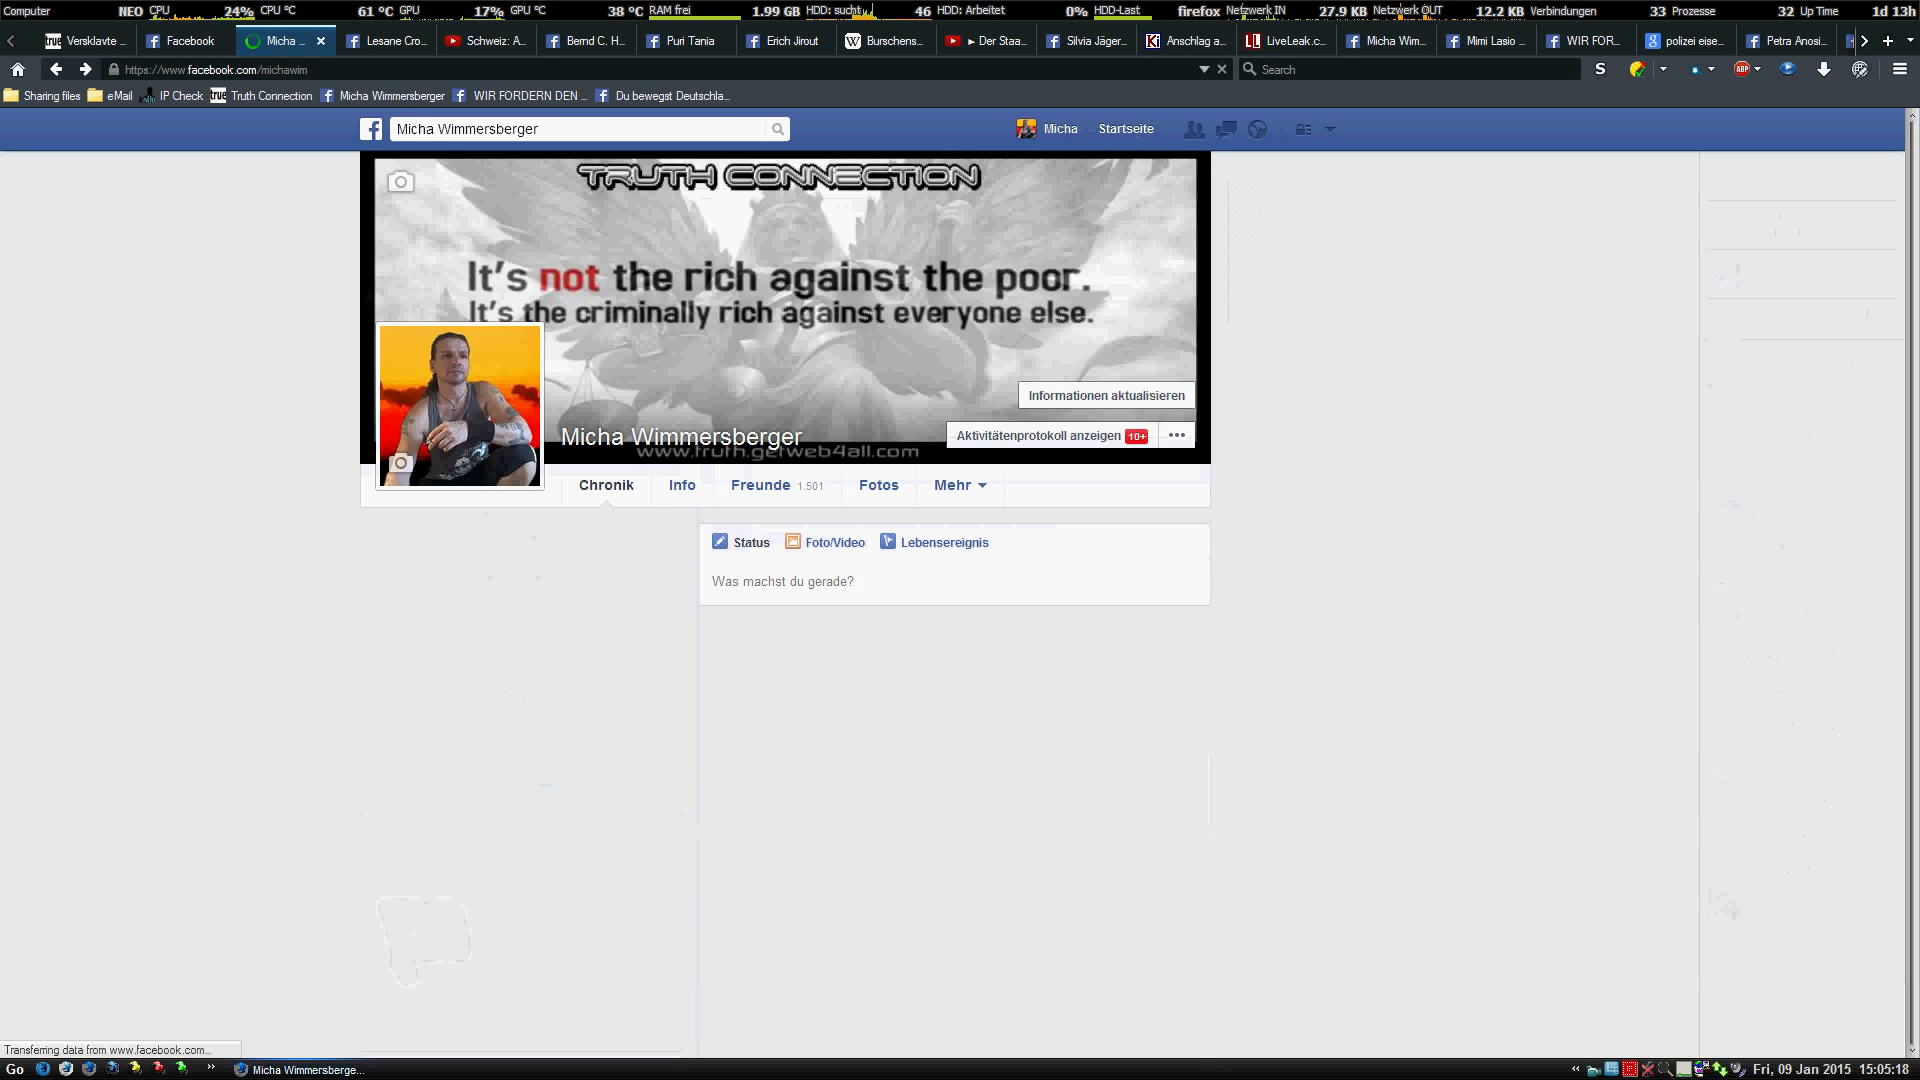 Computer NEO CPU 24% CPU °C 61 °C GPU 17% GPU °C 38 °C RAM frei 1.99 GB HDD: sucht 46 HDD: Arbeitet 0% HDD-Last firefox Netzwerk IN 27.9 KB Netzwerk OUT 12.2 KB Verbindungen 33 Prozesse 32 Up Time 1d 13h
true Versklavte ... Facebook Micha ... Lesane Cro... Schweiz: A... Bernd C. H... Puri Tania Erich Jirout W Burschens... ► Der Staa... Silvia Jäger... K Anschlag a... LL LiveLeak.c... Micha Wim... Mimi Lasio ... WIR FOR... polizei eise... Petra Anosi...
https://www.facebook.com/michawim Search S ABP
Sharing files eMail IP Check true Truth Connection Micha Wimmersberger WIR FORDERN DEN ... Du bewegst Deutschla...
Micha Wimmersberger Micha Startseite
TRUTH CONNECTION
It's not the rich against the poor.
It's the criminally rich against everyone else.
Informationen aktualisieren
Aktivitätenprotokoll anzeigen 10+
Micha Wimmersberger
www.truth.getweb4all.com
Chronik Info Freunde 1.501 Fotos Mehr
Status Foto/Video Lebensereignis
Was machst du gerade?
Transferring data from www.facebook.com...
Go Micha Wimmersberge... Fri, 09 Jan 2015 15:05:18